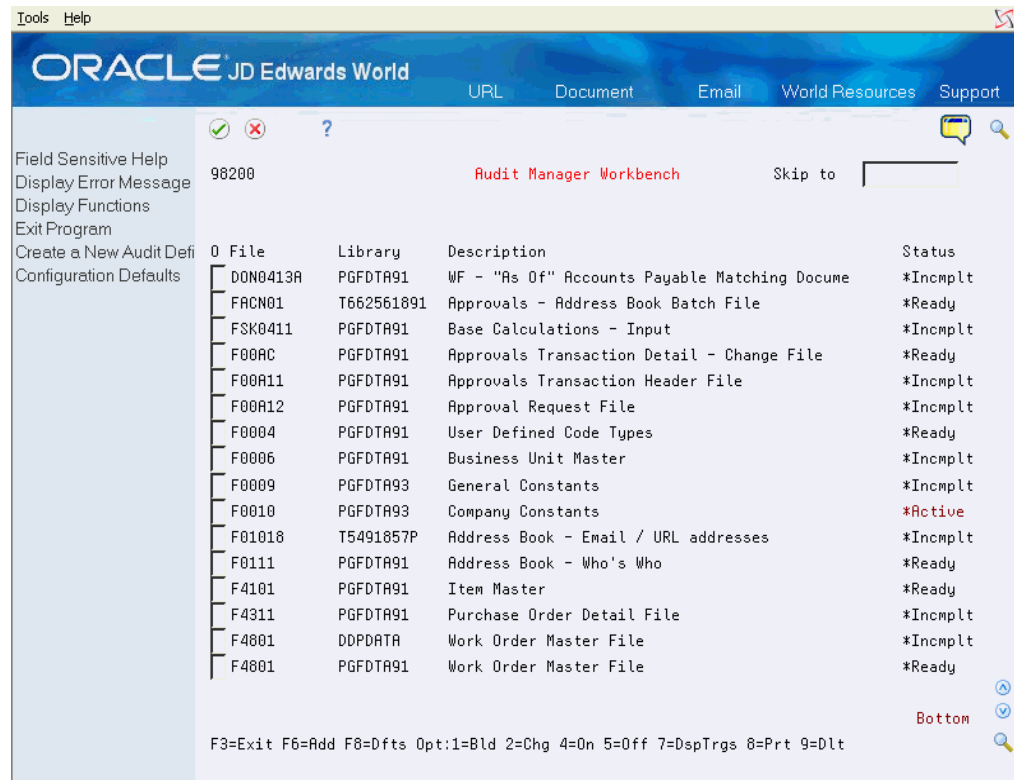 Tools Help
ORACLE JD Edwards World
URL Document Email World Resources Support
?
Field Sensitive Help
Display Error Message
Display Functions
Exit Program
Create a New Audit Defi
Configuration Defaults
98200 Audit Manager Workbench Skip to
O File Library Description Status
DON0413A PGFDTA91 WF - "As Of" Accounts Payable Matching Docume *Incmplt
FACN01 T662561891 Approvals - Address Book Batch File *Ready
FSK0411 PGFDTA91 Base Calculations - Input *Incmplt
F00AC PGFDTA91 Approvals Transaction Detail - Change File *Ready
F00A11 PGFDTA91 Approvals Transaction Header File *Incmplt
F00A12 PGFDTA91 Approval Request File *Incmplt
F0004 PGFDTA91 User Defined Code Types *Ready
F0006 PGFDTA91 Business Unit Master *Incmplt
F0009 PGFDTA93 General Constants *Incmplt
F0010 PGFDTA93 Company Constants *Active
F01018 T5491857P Address Book - Email / URL addresses *Incmplt
F0111 PGFDTA91 Address Book - Who's Who *Ready
F4101 PGFDTA91 Item Master *Ready
F4311 PGFDTA91 Purchase Order Detail File *Incmplt
F4801 DDPDATA Work Order Master File *Incmplt
F4801 PGFDTA91 Work Order Master File *Ready
Bottom
F3=Exit F6=Add F8=Dfts Opt:1=Bld 2=Chg 4=On 5=Off 7=DspTrgs 8=Prt 9=Dlt